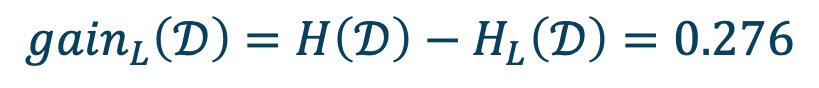 gain_L(𝒟) = H(𝒟) − H_L(𝒟) = 0.276